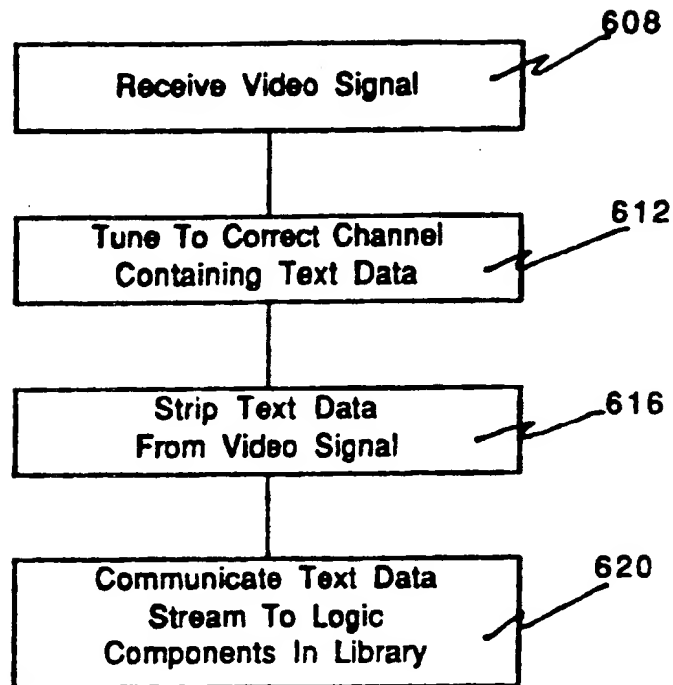 608
Receive Video Signal
612
Tune To Correct Channel
Containing Text Data
616
Strip Text Data
From Video Signal
620
Communicate Text Data
Stream To Logic
Components In Library